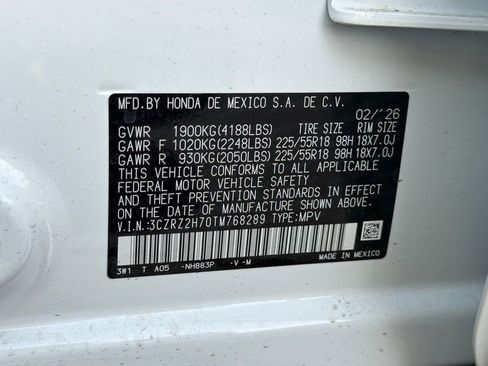 MFD.BY HONDA DE MEXICO S.A. DE C.V.
02/'26
GVWR 1900KG(4188LBS) TIRE SIZE RIM SIZE
GAWR F 1020KG(2248LBS) 225/55R18 98H 18X7.0J
GAWR R 930KG(2050LBS) 225/55R18 98H 18X7.0J
THIS VEHICLE CONFORMS TO ALL APPLICABLE
FEDERAL MOTOR VEHICLE SAFETY
AND THEFT PREVENTION STANDARDS IN EFFECT
ON THE DATE OF MANUFACTURE SHOWN ABOVE.
V.I.N.:3CZRZ2H70TM768289 TYPE:MPV
3W1 T A05 -NH883P -V -M MADE IN MEXICO